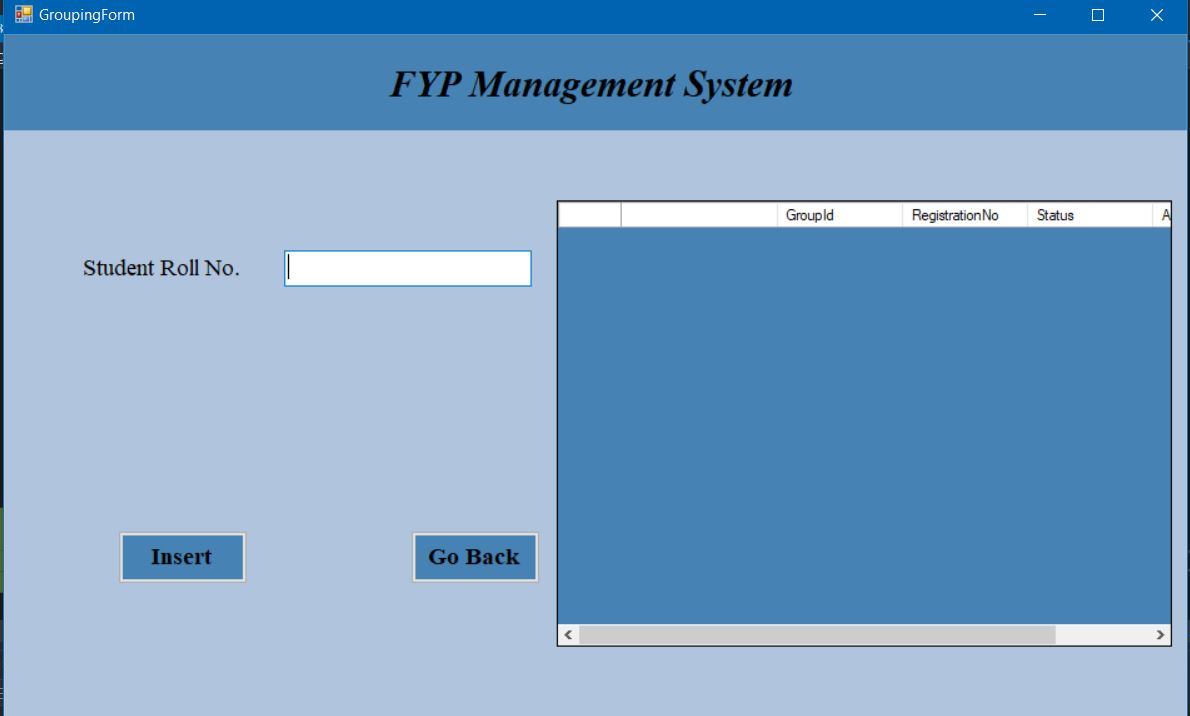 GroupingForm
FYP Management System
GroupId RegistrationNo Status A
Student Roll No.
Insert Go Back